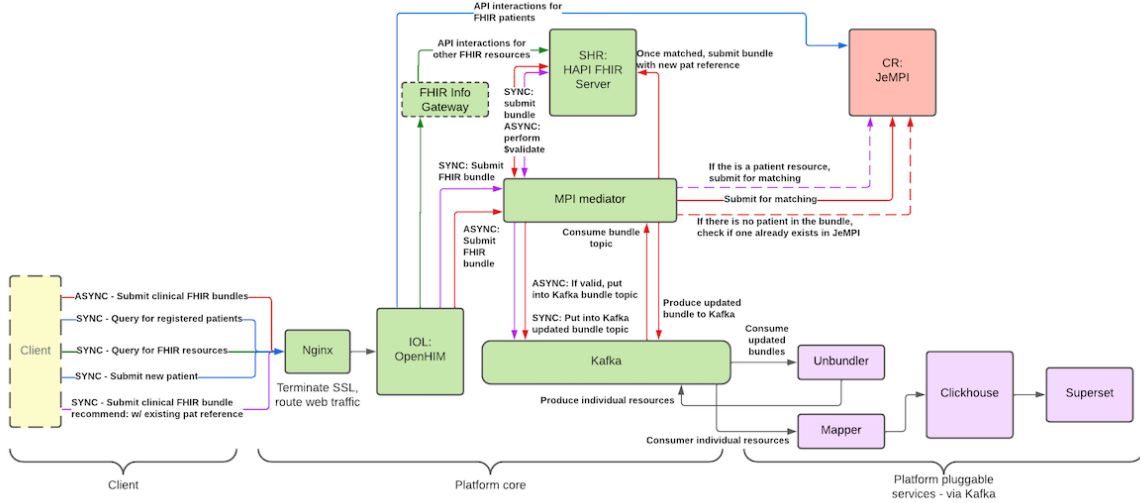 API interactions for
FHIR patients
API interactions for
other FHIR resources
SHR:
HAPI FHIR
Server
Once matched, submit bundle
with new pat reference
CR:
JeMPI
FHIR Info
Gateway
SYNC:
submit
bundle
ASYNC:
perform
$validate
SYNC: Submit
FHIR bundle
If the is a patient resource,
submit for matching
MPI mediator
Submit for matching
If there is no patient in the bundle,
check if one already exists in JeMPI
ASYNC:
Submit
FHIR
bundle
Consume bundle
topic
ASYNC: If valid, put
into Kafka bundle topic
SYNC: Put into Kafka
updated bundle topic
Produce updated
bundle to Kafka
Client
ASYNC - Submit clinical FHIR bundles
SYNC - Query for registered patients
SYNC - Query for FHIR resources
SYNC - Submit new patient
SYNC - Submit clinical FHIR bundle
recommend: w/ existing pat reference
Nginx
Terminate SSL,
route web traffic
IOL:
OpenHIM
Kafka
Consume
updated
bundles
Unbundler
Produce individual resources
Consumer individual resources
Mapper
Clickhouse
Superset
Client
Platform core
Platform pluggable
services - via Kafka